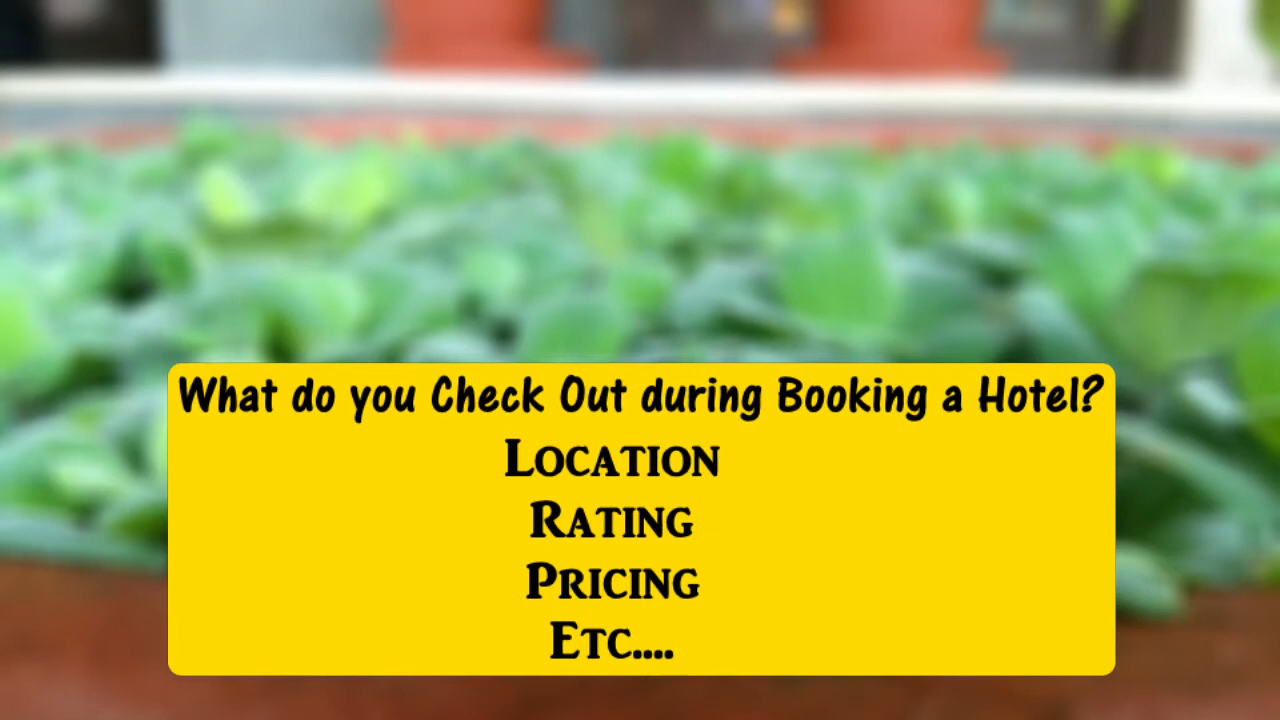 What do you Check Out during Booking a Hotel?
Location
Rating
Pricing
Etc....